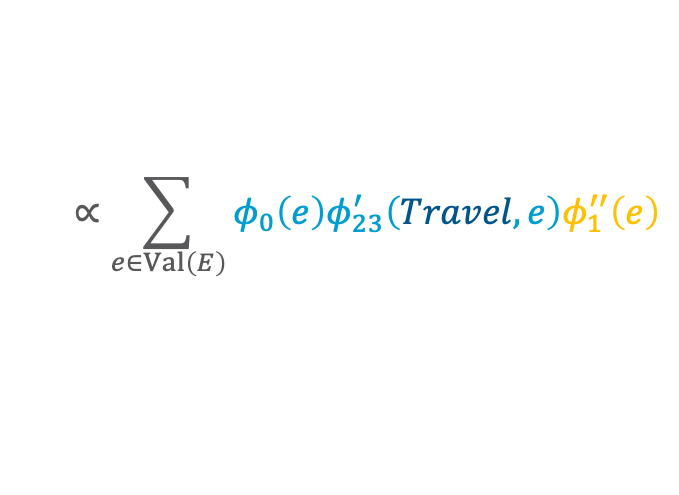 ∝ ∑ ϕ₀(e)ϕ′₂₃(Travel, e)ϕ″₁(e)
e∈Val(E)